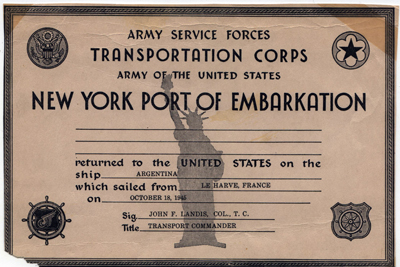 ARMY SERVICE FORCES
TRANSPORTATION CORPS
ARMY OF THE UNITED STATES
NEW YORK PORT OF EMBARKATION
returned to the UNITED STATES on the
ship ARGENTINA
which sailed from LE HARVE, FRANCE
on OCTOBER 18, 1945
Sig. JOHN F. LANDIS, COL., T. C.
Title TRANSPORT COMMANDER